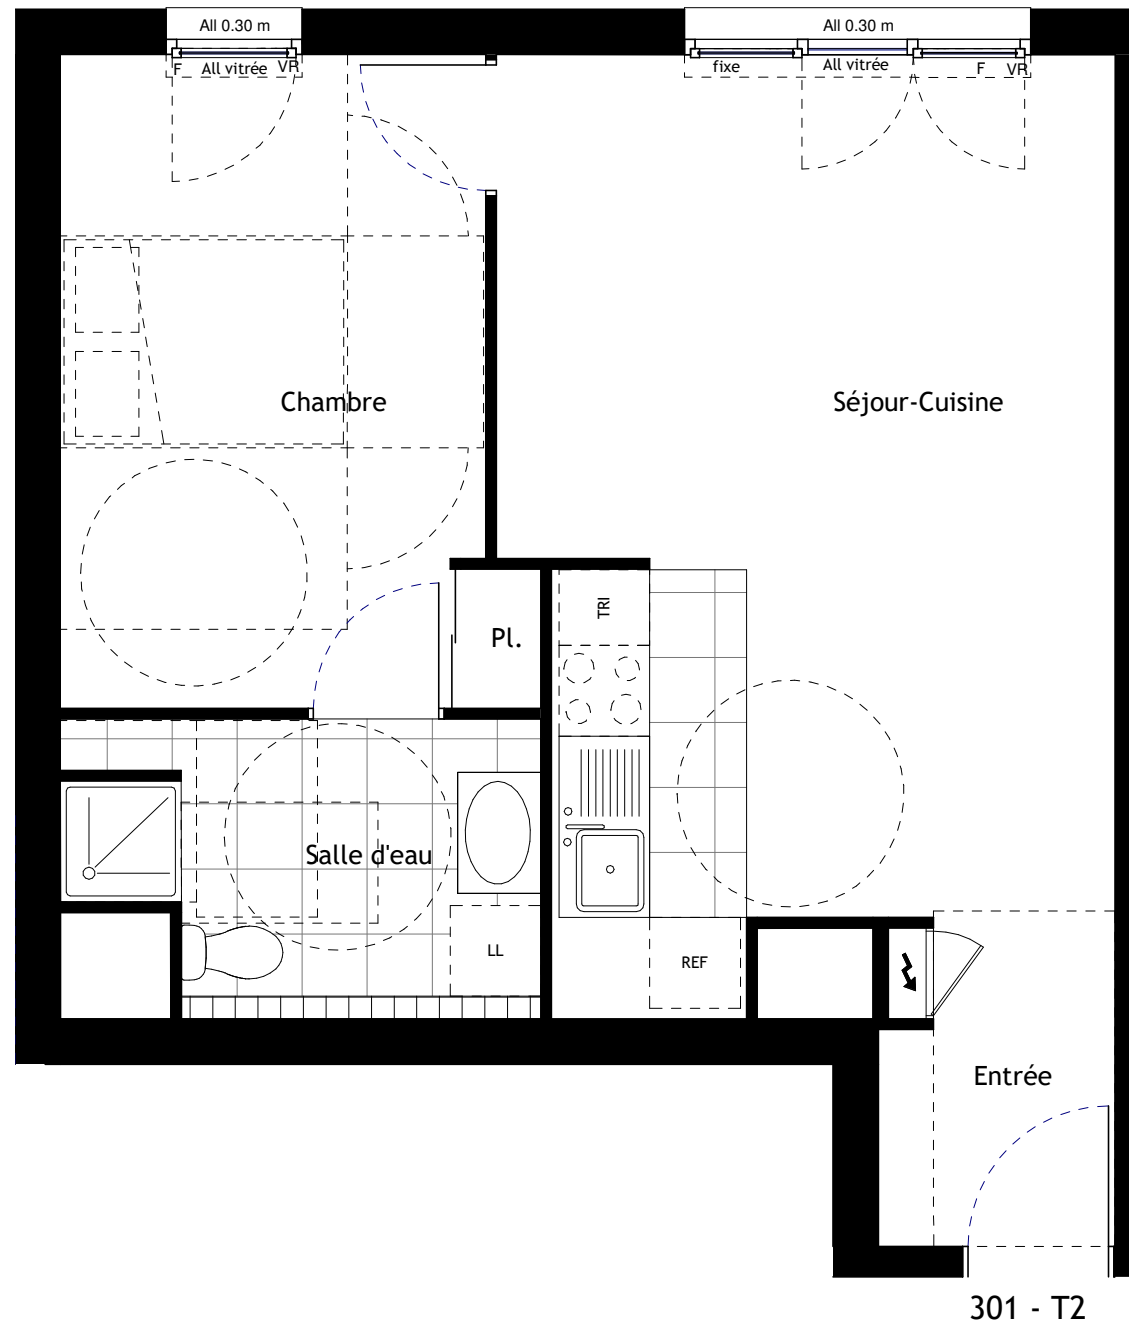 All 0.30 m
All 0.30 m
F All vitrée VR
fixe All vitrée F VR
Chambre
Séjour-Cuisine
TRI
Pl.
Salle d'eau
LL
REF
Entrée
301 - T2